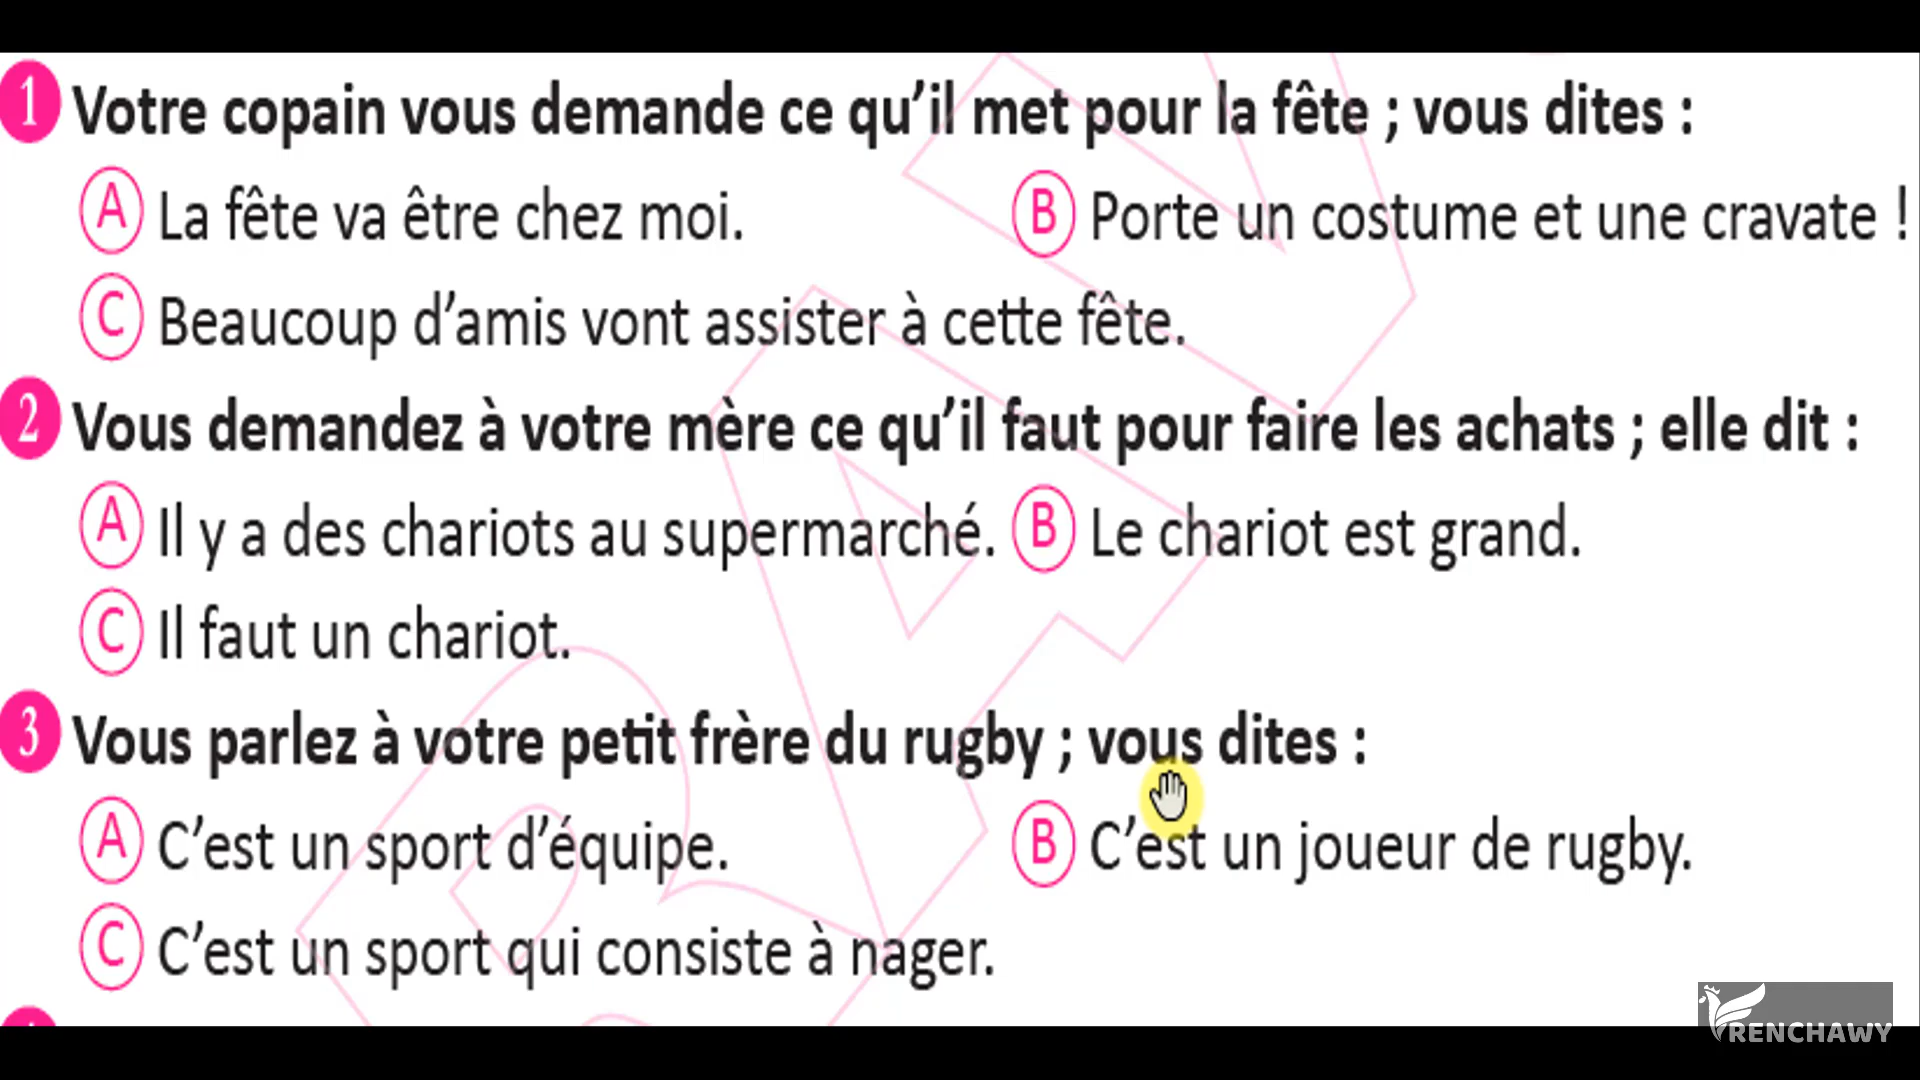 1 Votre copain vous demande ce qu'il met pour la fête ; vous dites :
A La fête va être chez moi. B Porte un costume et une cravate !
C Beaucoup d'amis vont assister à cette fête.
2 Vous demandez à votre mère ce qu'il faut pour faire les achats ; elle dit :
A Il y a des chariots au supermarché. B Le chariot est grand.
C Il faut un chariot.
3 Vous parlez à votre petit frère du rugby ; vous dites :
A C'est un sport d'équipe. B C'est un joueur de rugby.
C C'est un sport qui consiste à nager.
RENCHAWY